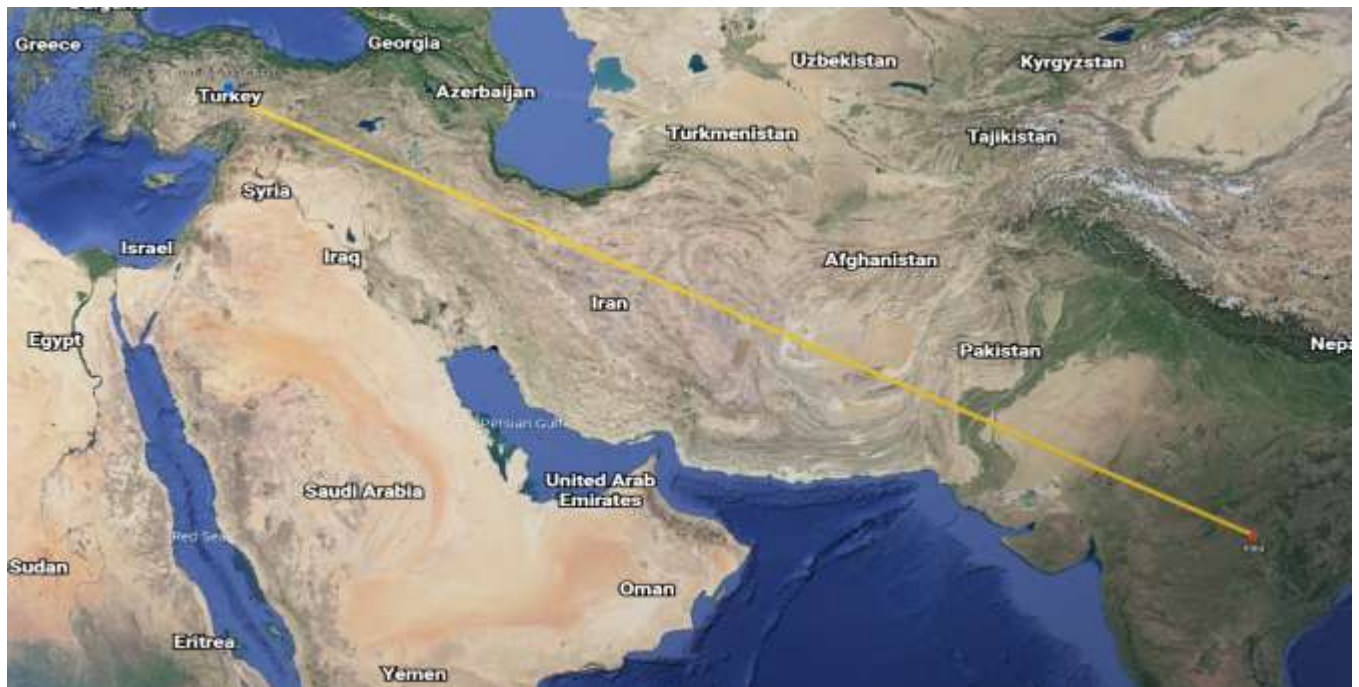 Greece
Georgia
Uzbekistan
Kyrgyzstan
Turkey
Azerbaijan
Turkmenistan
Tajikistan
Syria
Israel
Iraq
Afghanistan
Iran
Egypt
Pakistan
Nepa
Persian Gulf
Saudi Arabia
United Arab
Emirates
Red Sea
Sudan
Oman
Eritrea
Yemen